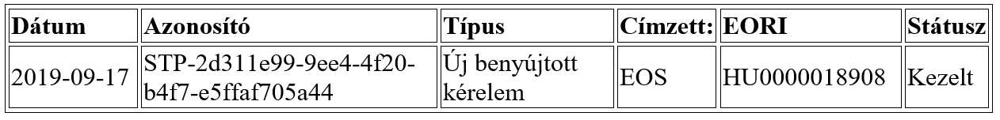 Dátum Azonosító Típus Címzett: EORI Státusz
2019-09-17 STP-2d311e99-9ee4-4f20-b4f7-e5ffaf705a44 Új benyújtott kérelem EOS HU0000018908 Kezelt